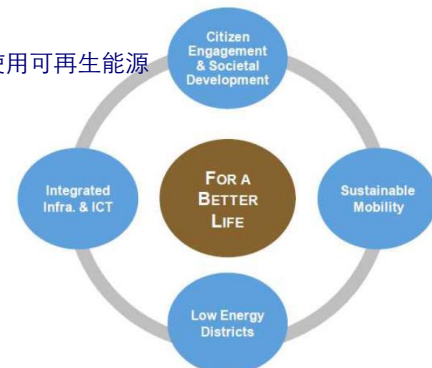 Citizen
Engagement
& Societal
Development
使用可再生能源
FOR A
BETTER
LIFE
Integrated
Infra. & ICT
Sustainable
Mobility
Low Energy
Districts